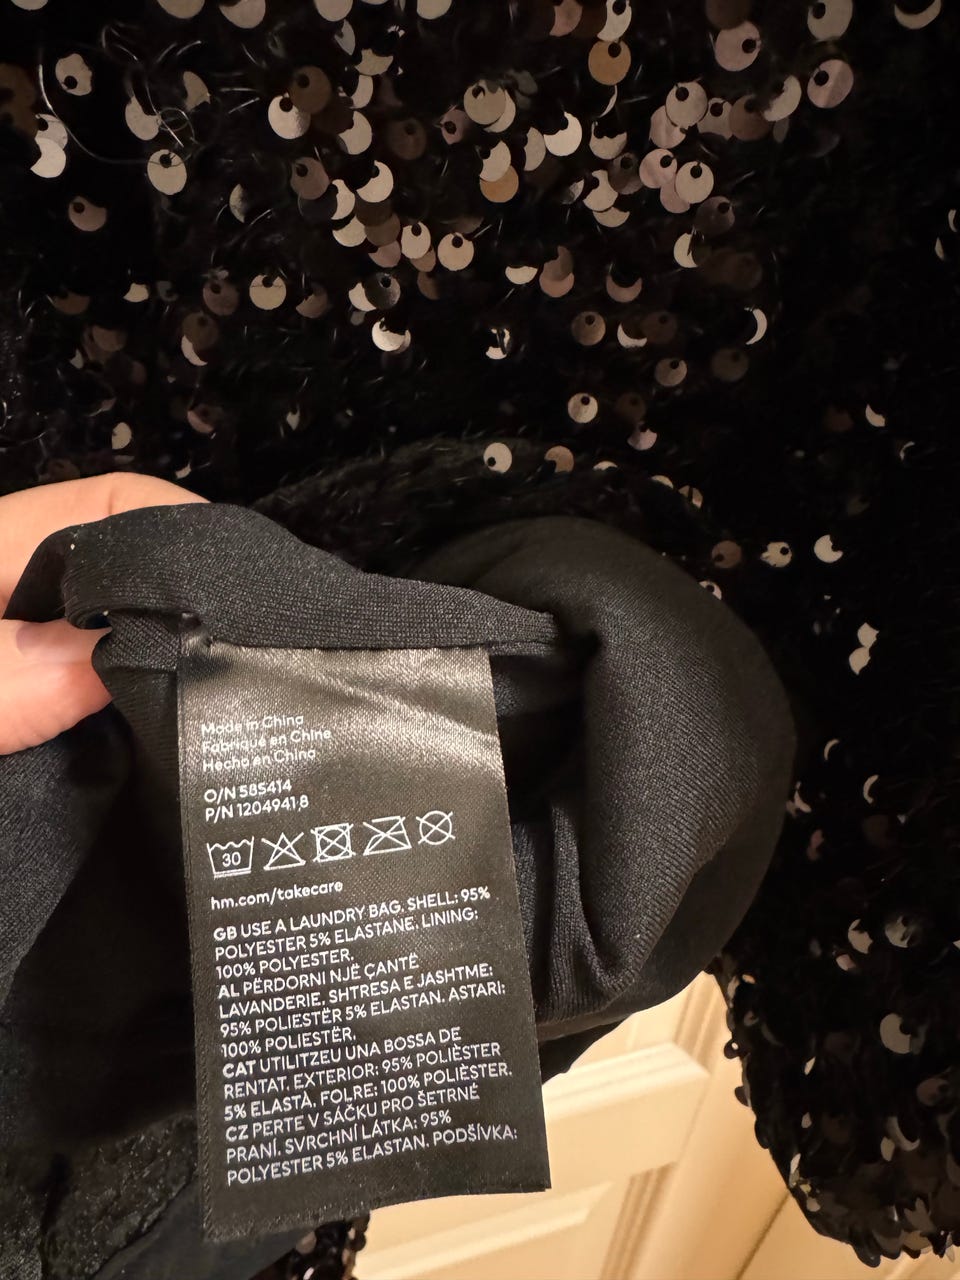 Made in China
Fabriqué en Chine
Hecho en China
O/N 585414
P/N 1204941,8
30
hm.com/takecare
GB USE A LAUNDRY BAG. SHELL: 95%
POLYESTER 5% ELASTANE. LINING:
100% POLYESTER.
AL PËRDORNI NJË ÇANTË
LAVANDERIE. SHTRESA E JASHTME:
95% POLIESTËR 5% ELASTAN. ASTARI:
100% POLIESTËR.
CAT UTILITZEU UNA BOSSA DE
RENTAT. EXTERIOR: 95% POLIÈSTER
5% ELASTÀ. FOLRE: 100% POLIÈSTER.
CZ PERTE V SÁČKU PRO ŠETRNÉ
PRANÍ. SVRCHNÍ LÁTKA: 95%
POLYESTER 5% ELASTAN. PODŠÍVKA: